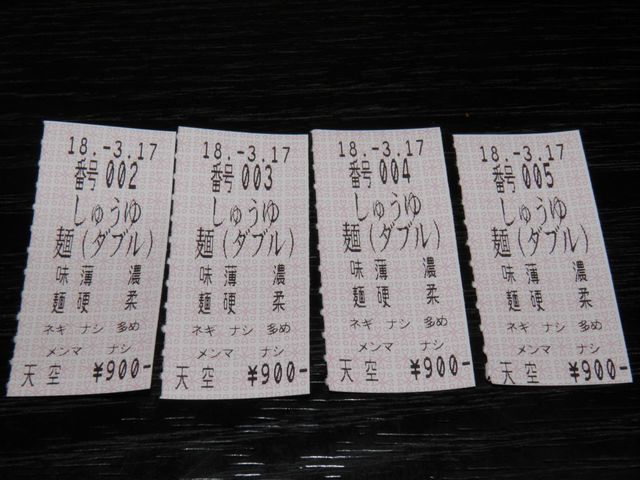 18.-3.17
番号 002
しゅうゆ
麺(ダブル)
味 薄 濃
麺 硬 柔
ネギ ナシ 多め
メンマ ナシ
天空 ¥900-
18.-3.17
番号 003
しゅうゆ
麺(ダブル)
味 薄 濃
麺 硬 柔
ネギ ナシ 多め
メンマ ナシ
天空 ¥900-
18.-3.17
番号 004
しゅうゆ
麺(ダブル)
味 薄 濃
麺 硬 柔
ネギ ナシ 多め
メンマ ナシ
天空 ¥900-
18.-3.17
番号 005
しゅうゆ
麺(ダブル)
味 薄 濃
麺 硬 柔
ネギ ナシ 多め
メンマ ナシ
天空 ¥900-